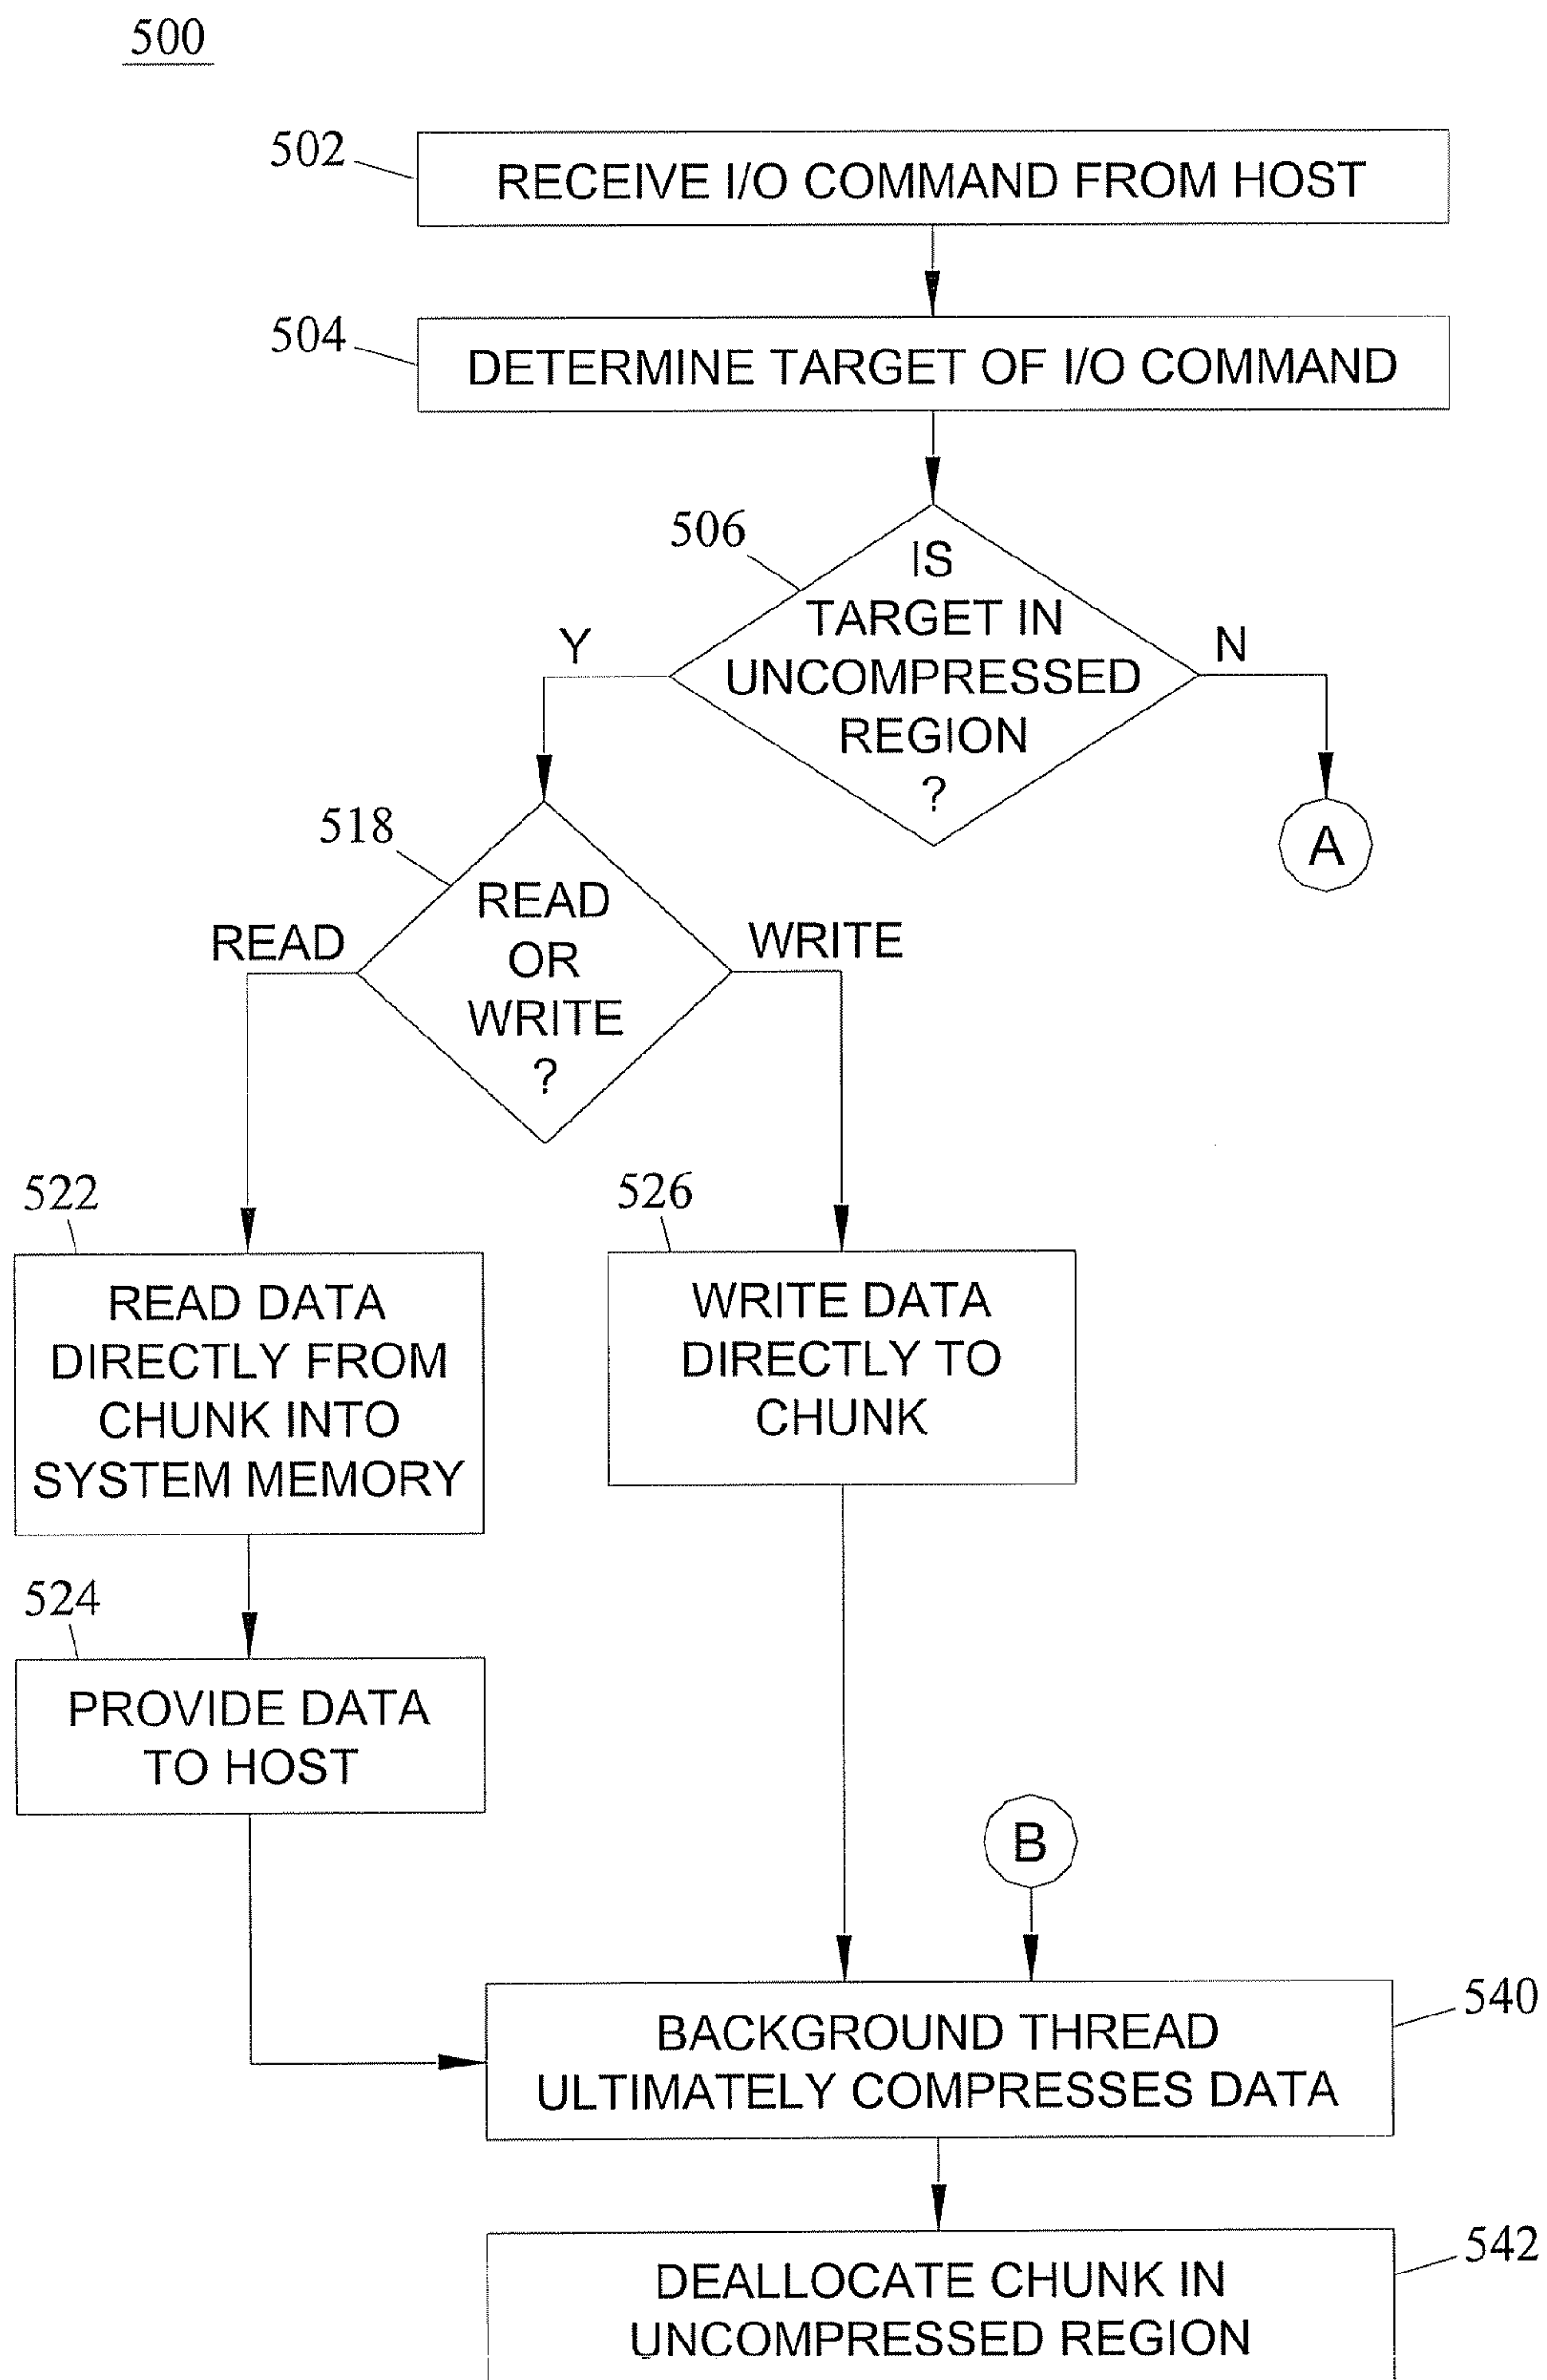 500
502
RECEIVE I/O COMMAND FROM HOST
504
DETERMINE TARGET OF I/O COMMAND
506
IS
TARGET IN
UNCOMPRESSED
REGION
?
Y
N
A
518
READ
OR
WRITE
?
READ
WRITE
522
READ DATA
DIRECTLY FROM
CHUNK INTO
SYSTEM MEMORY
526
WRITE DATA
DIRECTLY TO
CHUNK
524
PROVIDE DATA
TO HOST
B
540
BACKGROUND THREAD
ULTIMATELY COMPRESSES DATA
542
DEALLOCATE CHUNK IN
UNCOMPRESSED REGION